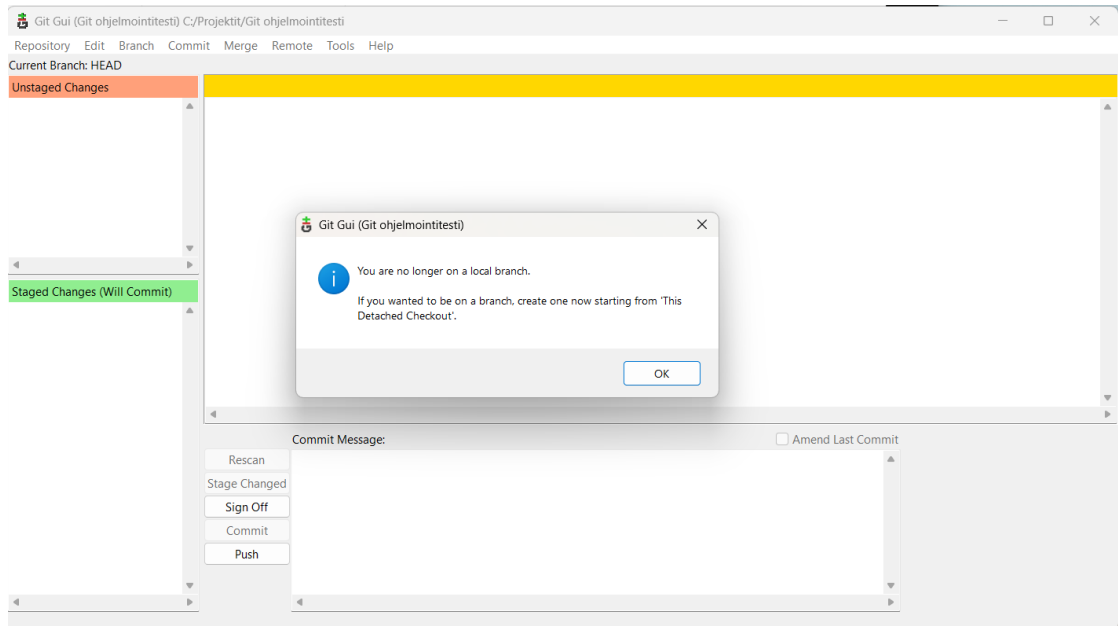 Git Gui (Git ohjelmointitesti) C:/Projektit/Git ohjelmointitesti
Repository Edit Branch Commit Merge Remote Tools Help
Current Branch: HEAD
Unstaged Changes
Git Gui (Git ohjelmointitesti)
You are no longer on a local branch.
If you wanted to be on a branch, create one now starting from 'This
Detached Checkout'.
OK
Staged Changes (Will Commit)
Commit Message:
Amend Last Commit
Rescan
Stage Changed
Sign Off
Commit
Push